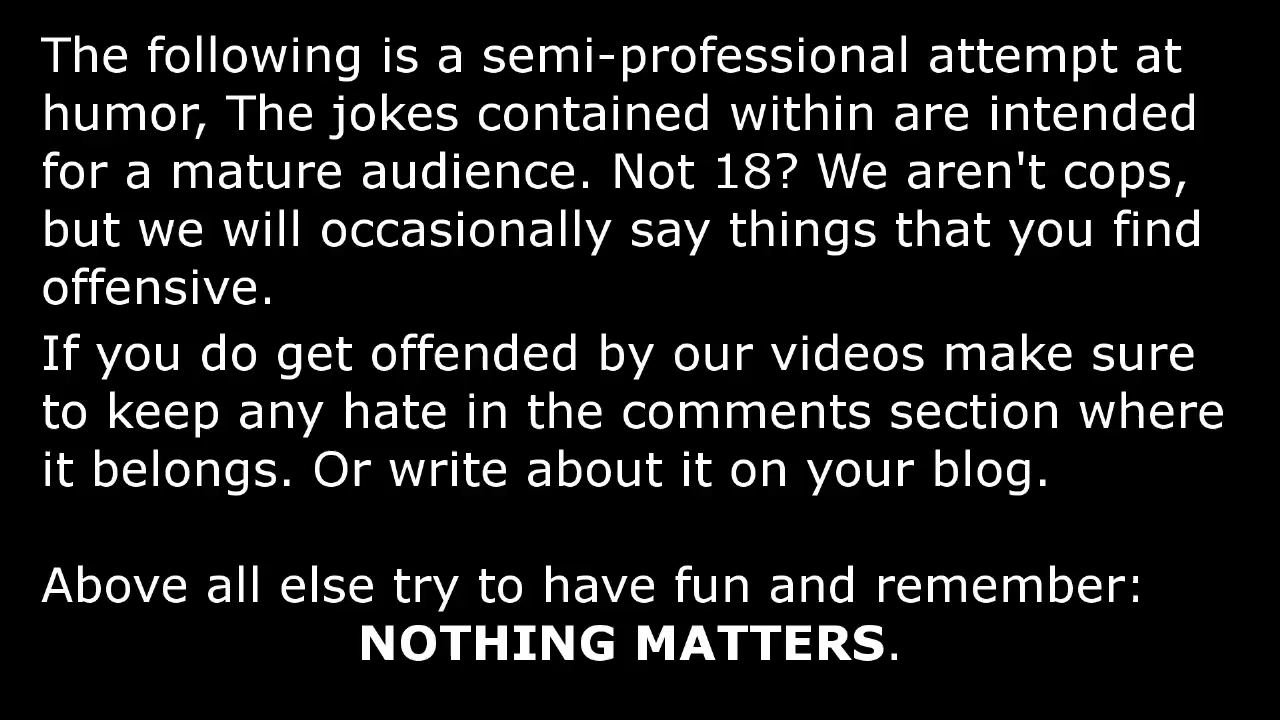 The following is a semi-professional attempt at
humor, The jokes contained within are intended
for a mature audience. Not 18? We aren't cops,
but we will occasionally say things that you find
offensive.
If you do get offended by our videos make sure
to keep any hate in the comments section where
it belongs. Or write about it on your blog.
Above all else try to have fun and remember:
NOTHING MATTERS.